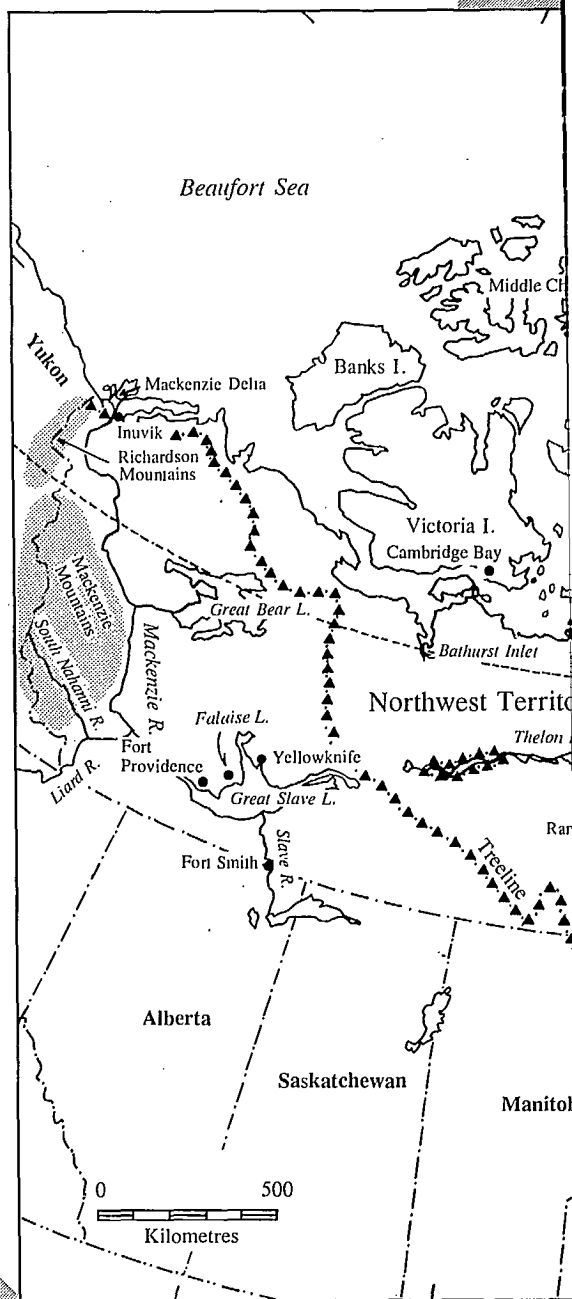 Beaufort Sea
Middle Ch
Yukon
Banks I.
Mackenzie Delta
Inuvik
Richardson
Mountains
Victoria I.
Cambridge Bay
Mackenzie
Mountains
Great Bear L.
Bathurst Inlet
South Nahanni R.
Mackenzie R.
Northwest Territo
Falaise L.
Thelon
Fort
Providence
Yellowknife
Liard R.
Great Slave L.
Ran
Fort Smith
Slave R.
Treeline
Alberta
Saskatchewan
Manitob
0 500
Kilometres